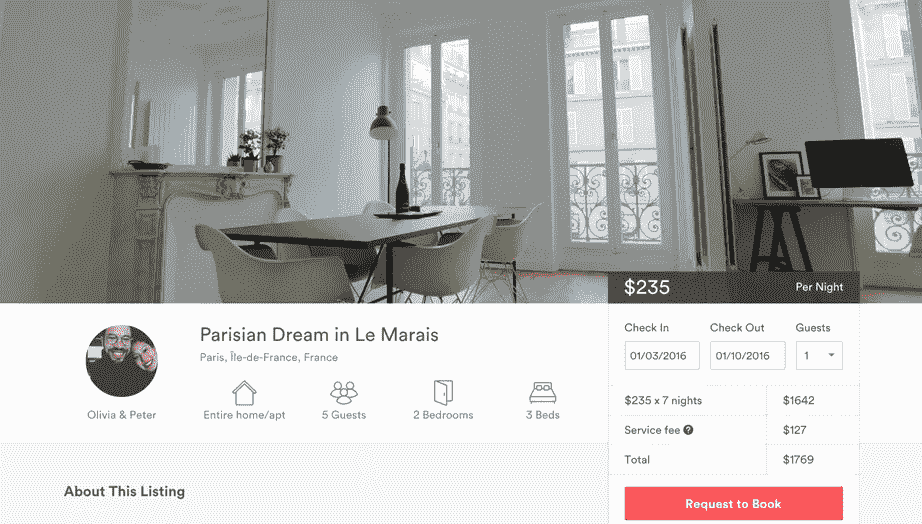 $235 Per Night
Parisian Dream in Le Marais
Paris, Île-de-France, France
Olivia & Peter
Entire home/apt
5 Guests
2 Bedrooms
3 Beds
Check In Check Out Guests
01/03/2016 01/10/2016 1
$235 x 7 nights $1642
Service fee ? $127
Total $1769
Request to Book
About This Listing